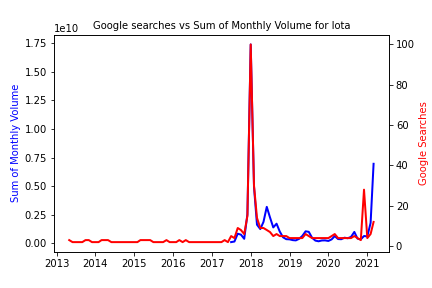 Google searches vs Sum of Monthly Volume for Iota
1e10
1.75
1.50
1.25
1.00
0.75
0.50
0.25
0.00
Sum of Monthly Volume
100
80
60
40
20
0
Google Searches
2013 2014 2015 2016 2017 2018 2019 2020 2021